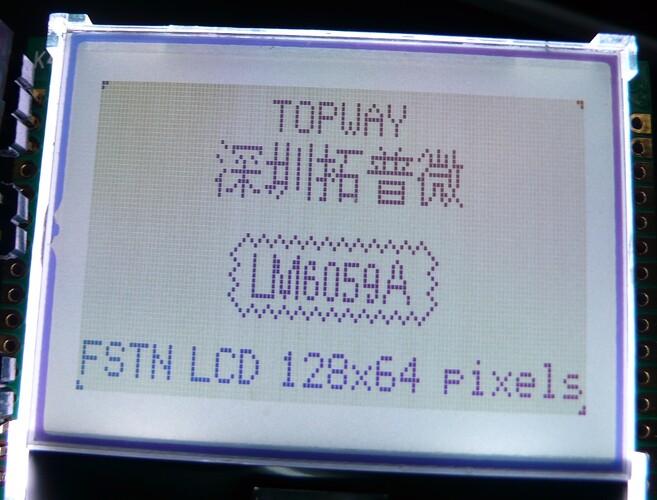 TOPWAY
深圳拓普微
LM6059A
FSTN LCD 128x64 pixels